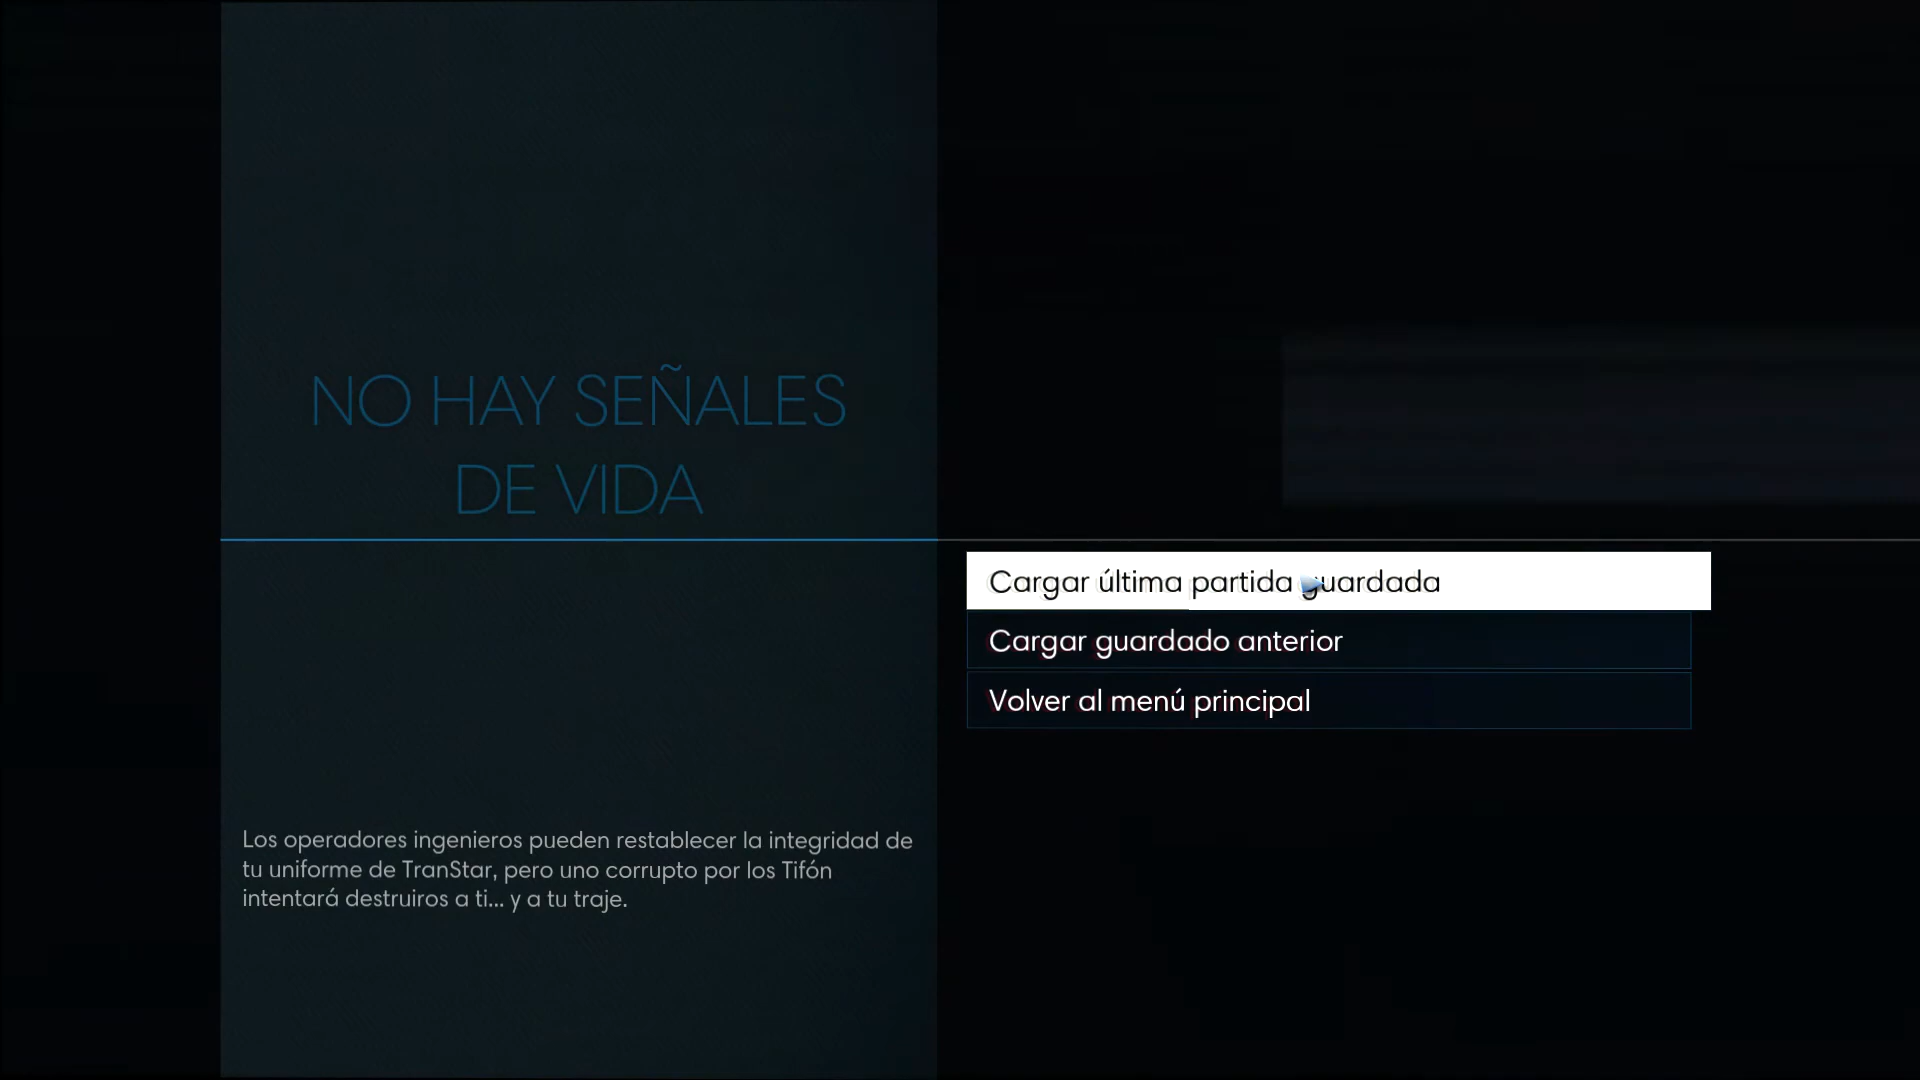 NO HAY SEÑALES
DE VIDA
Cargar última partida guardada
Cargar guardado anterior
Volver al menú principal
Los operadores ingenieros pueden restablecer la integridad de
tu uniforme de TranStar, pero uno corrupto por los Tifón
intentará destruiros a ti... y a tu traje.